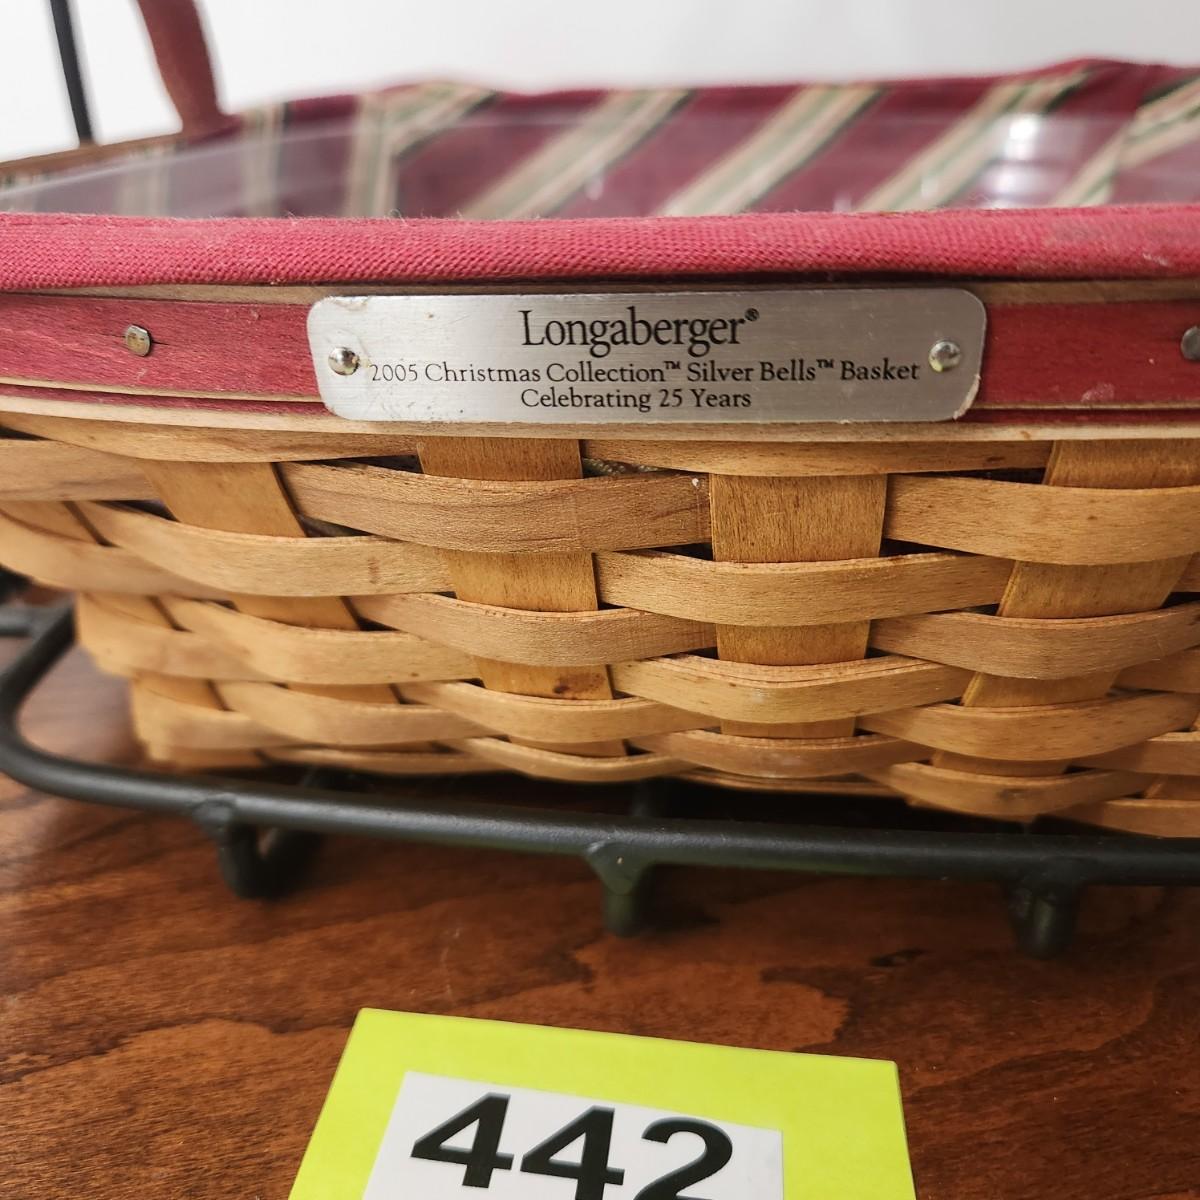 Longaberger®
2005 Christmas Collection™ Silver Bells™ Basket
Celebrating 25 Years
442